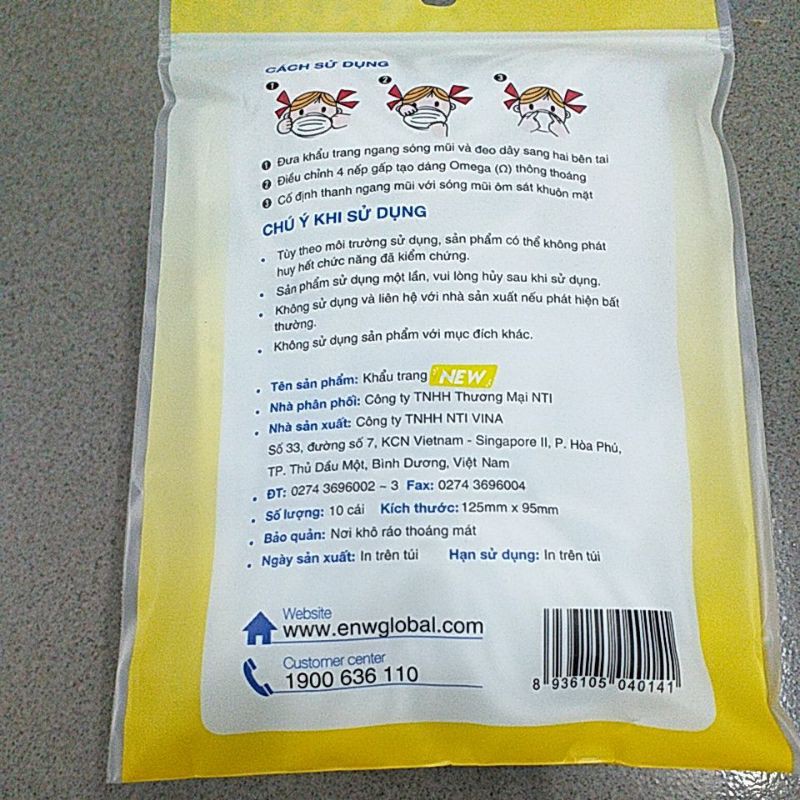 CÁCH SỬ DỤNG
1 2 3
1 Đưa khẩu trang ngang sóng mũi và đeo dây sang hai bên tai
2 Điều chỉnh 4 nếp gấp tạo dáng Omega (Ω) thông thoáng
3 Cố định thanh ngang mũi với sóng mũi ôm sát khuôn mặt
CHÚ Ý KHI SỬ DỤNG
• Tùy theo môi trường sử dụng, sản phẩm có thể không phát
huy hết chức năng đã kiểm chứng.
• Sản phẩm sử dụng một lần, vui lòng hủy sau khi sử dụng.
• Không sử dụng và liên hệ với nhà sản xuất nếu phát hiện bất
thường.
• Không sử dụng sản phẩm với mục đích khác.
• Tên sản phẩm: Khẩu trang NEW
• Nhà phân phối: Công ty TNHH Thương Mại NTI
• Nhà sản xuất: Công ty TNHH NTI VINA
Số 33, đường số 7, KCN Vietnam - Singapore II, P. Hòa Phú,
TP. Thủ Dầu Một, Bình Dương, Việt Nam
• ĐT: 0274 3696002 ~ 3 Fax: 0274 3696004
• Số lượng: 10 cái Kích thước: 125mm x 95mm
• Bảo quản: Nơi khô ráo thoáng mát
• Ngày sản xuất: In trên túi Hạn sử dụng: In trên túi
Website
www.enwglobal.com
Customer center
1900 636 110
8 936105 040141